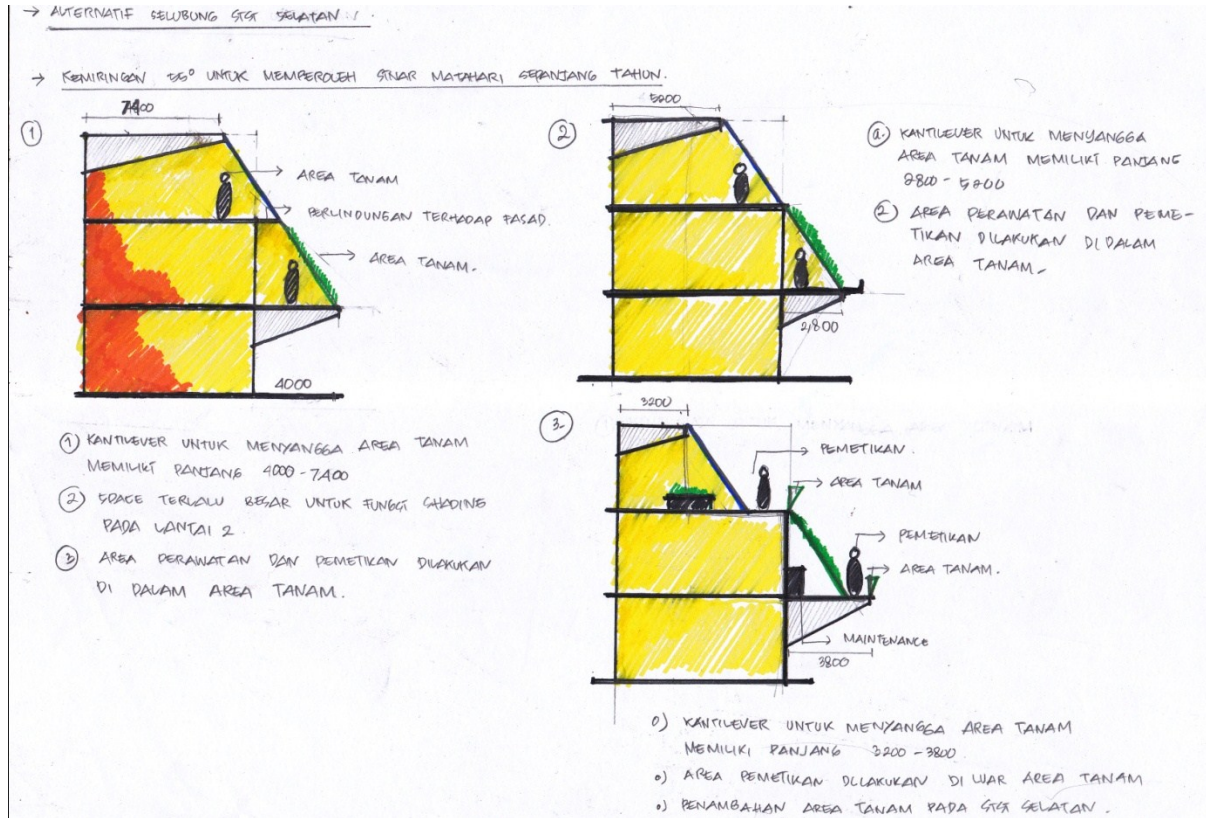 → ALTERNATIF SELUBUNG SISI SELATAN :
→ KEMIRINGAN 55° UNTUK MEMPEROLEH SINAR MATAHARI SEPANJANG TAHUN.
1
7400
AREA TANAM
PERLINDUNGAN TERHADAP FASAD.
AREA TANAM.
4000
① KANTILEVER UNTUK MENYANGGA AREA TANAM
MEMILIKI PANJANG 4000 - 7400
② SPACE TERLALU BESAR UNTUK FUNGSI SHADING
PADA LANTAI 2.
③ AREA PERAWATAN DAN PEMETIKAN DILAKUKAN
DI DALAM AREA TANAM.
2
5200
2,800
a. KANTILEVER UNTUK MENYANGGA
AREA TANAM MEMILIKI PANJANG
2800 - 5200
② AREA PERAWATAN DAN PEME-
TIKAN DILAKUKAN DI DALAM
AREA TANAM.
3.
3200
PEMETIKAN.
AREA TANAM
PEMETIKAN
AREA TANAM.
MAINTENANCE
3800
o) KANTILEVER UNTUK MENYANGGA AREA TANAM
MEMILIKI PANJANG 3200 - 3800
o) AREA PEMETIKAN DILAKUKAN DI LUAR AREA TANAM
o) PENAMBAHAN AREA TANAM PADA SISI SELATAN.